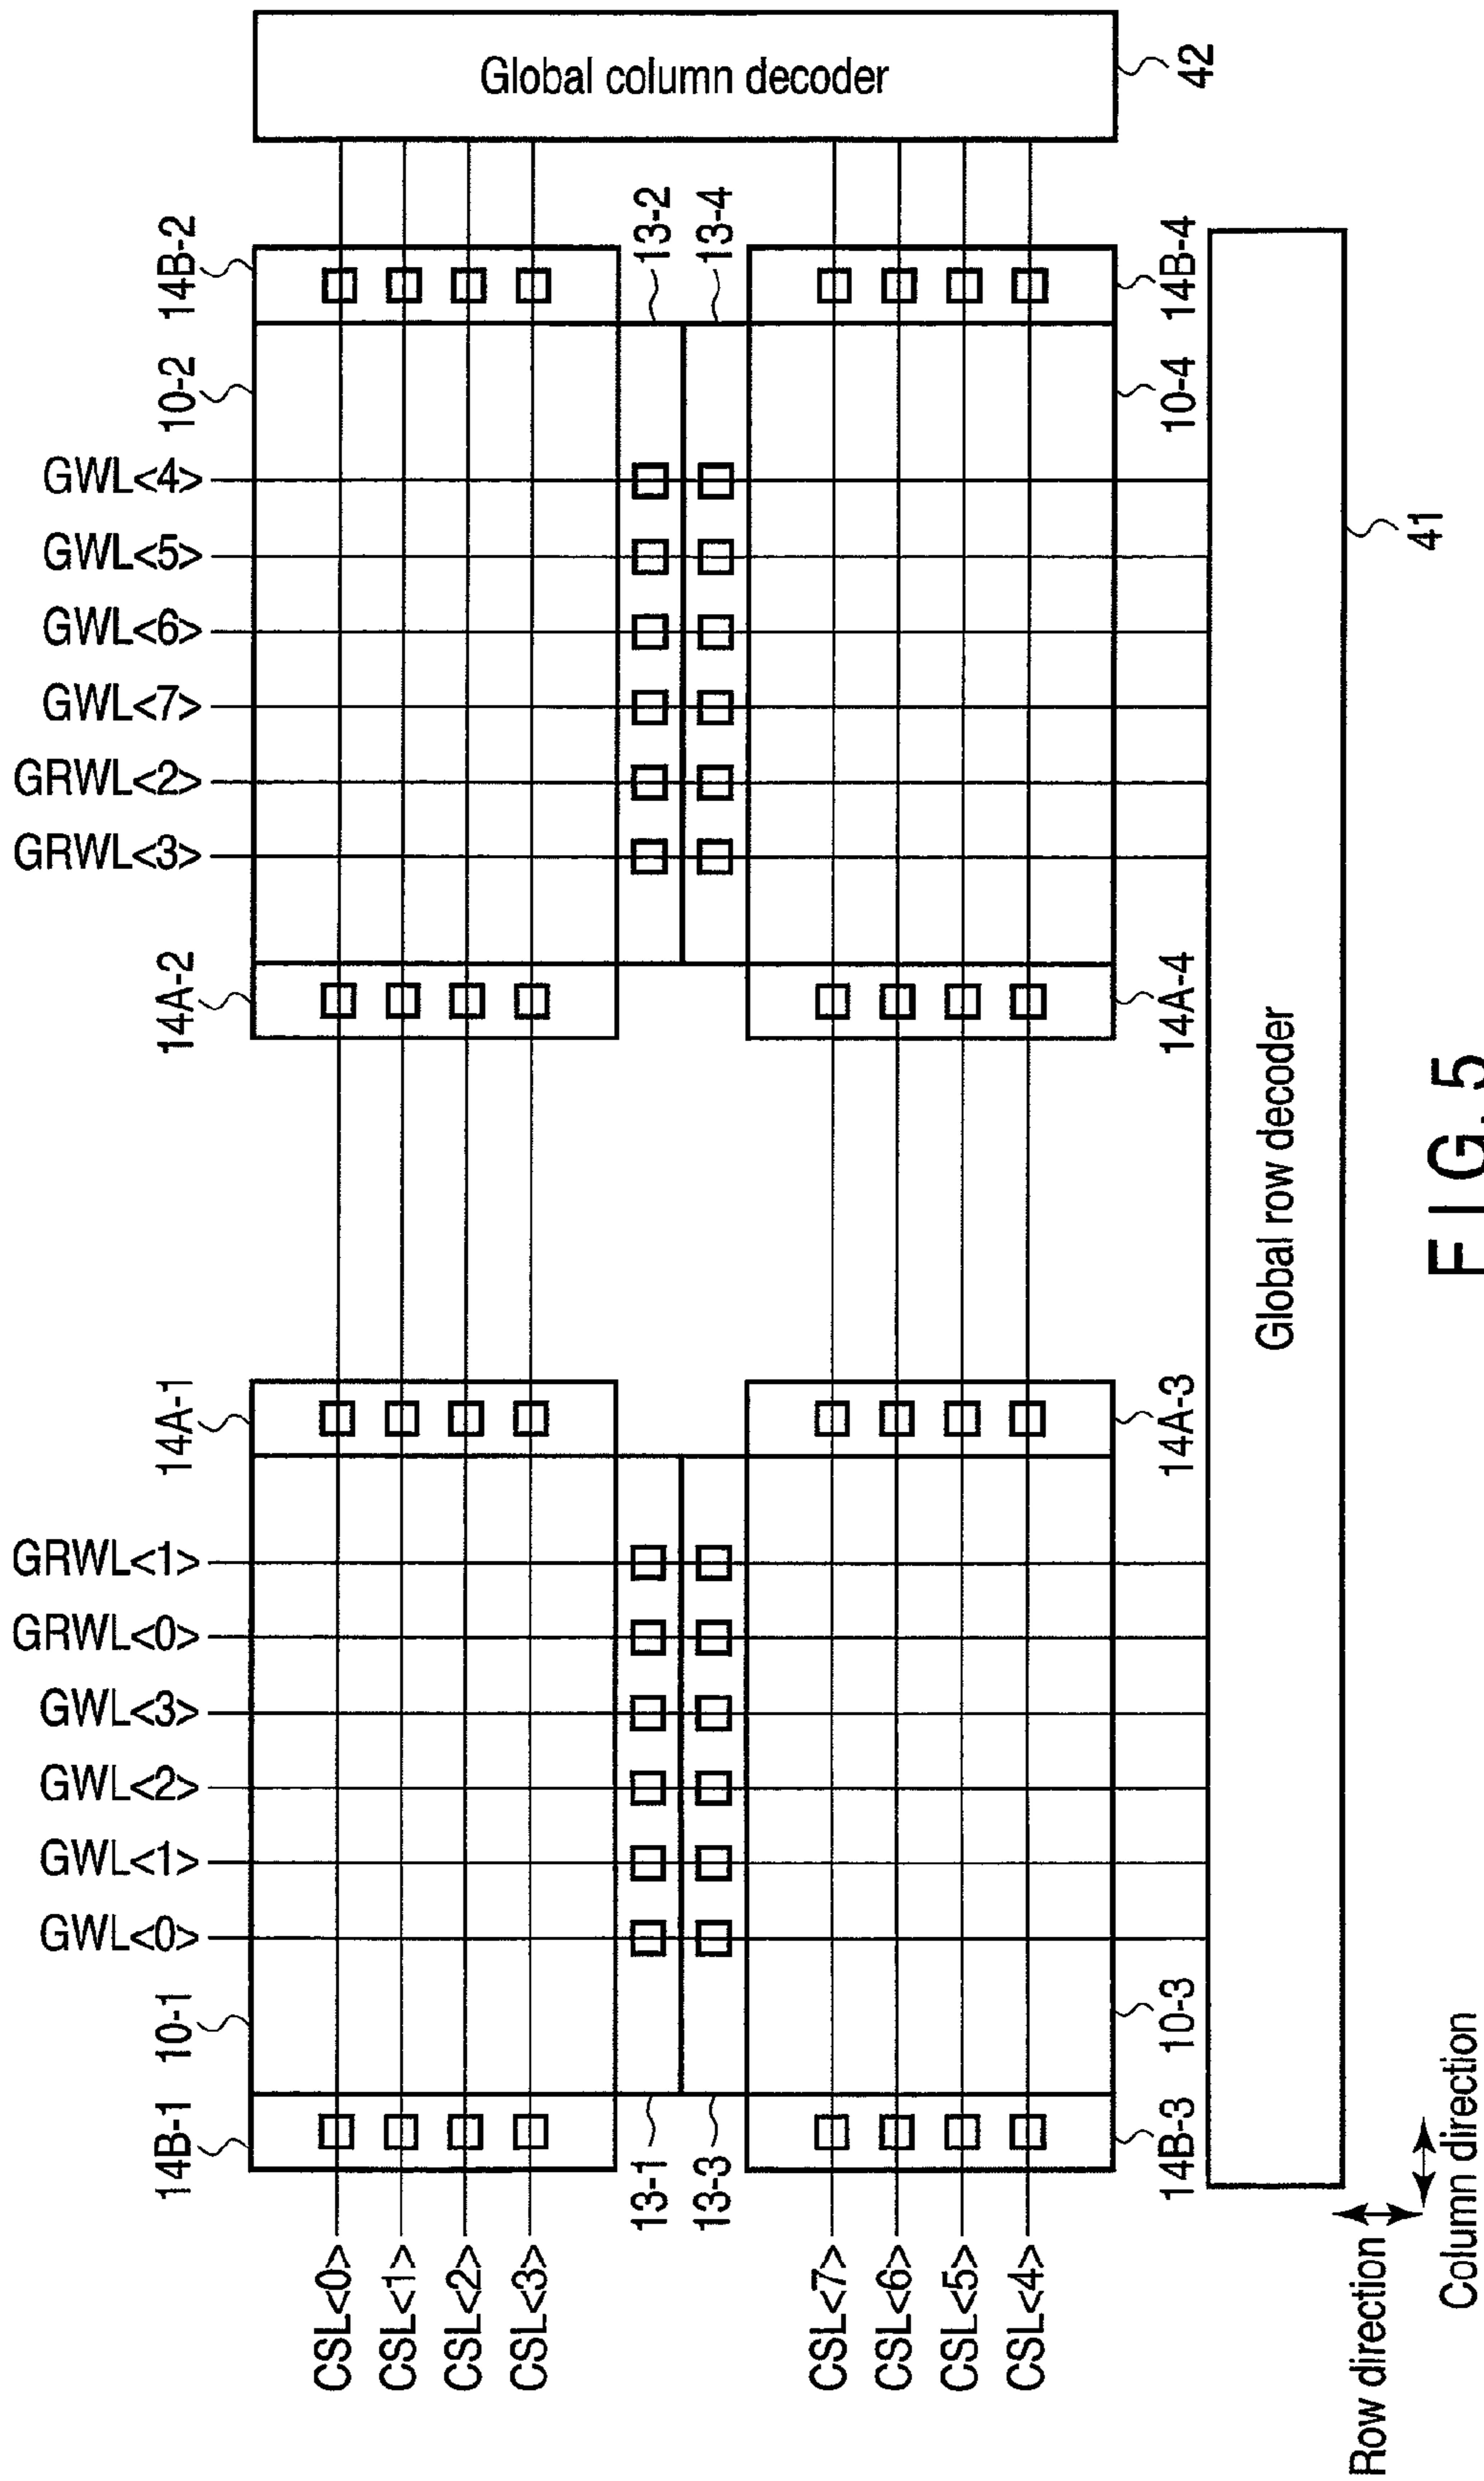 Global column decoder
42
14B-2
13-2
13-4
14B-4
10-2
10-4
GWL<4>
GWL<5>
GWL<6>
GWL<7>
GRWL<2>
GRWL<3>
41
14A-2
14A-4
Global row decoder
FIG. 5
14A-1
14A-3
GRWL<1>
GRWL<0>
GWL<3>
GWL<2>
GWL<1>
GWL<0>
10-1
10-3
14B-1
13-1
13-3
14B-3
CSL<0>
CSL<1>
CSL<2>
CSL<3>
CSL<7>
CSL<6>
CSL<5>
CSL<4>
Row direction
Column direction